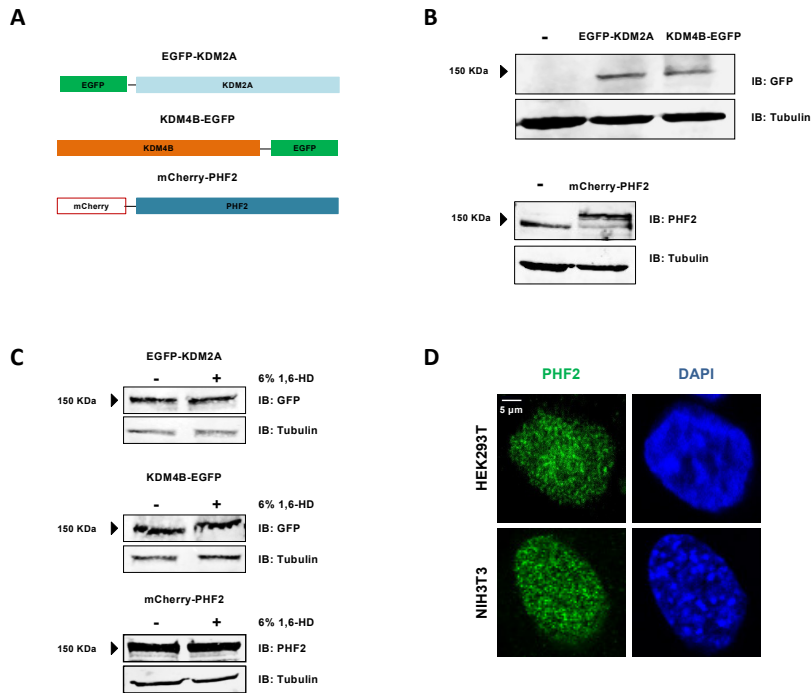 A
EGFP-KDM2A
EGFP KDM2A
KDM4B-EGFP
KDM4B EGFP
mCherry-PHF2
mCherry PHF2
B
- EGFP-KDM2A KDM4B-EGFP
150 KDa
IB: GFP
IB: Tubulin
- mCherry-PHF2
150 KDa
IB: PHF2
IB: Tubulin
C
EGFP-KDM2A
- + 6% 1,6-HD
150 KDa
IB: GFP
IB: Tubulin
KDM4B-EGFP
- + 6% 1,6-HD
150 KDa
IB: GFP
IB: Tubulin
mCherry-PHF2
- + 6% 1,6-HD
150 KDa
IB: PHF2
IB: Tubulin
D
PHF2 DAPI
5 µm
HEK293T
NIH3T3